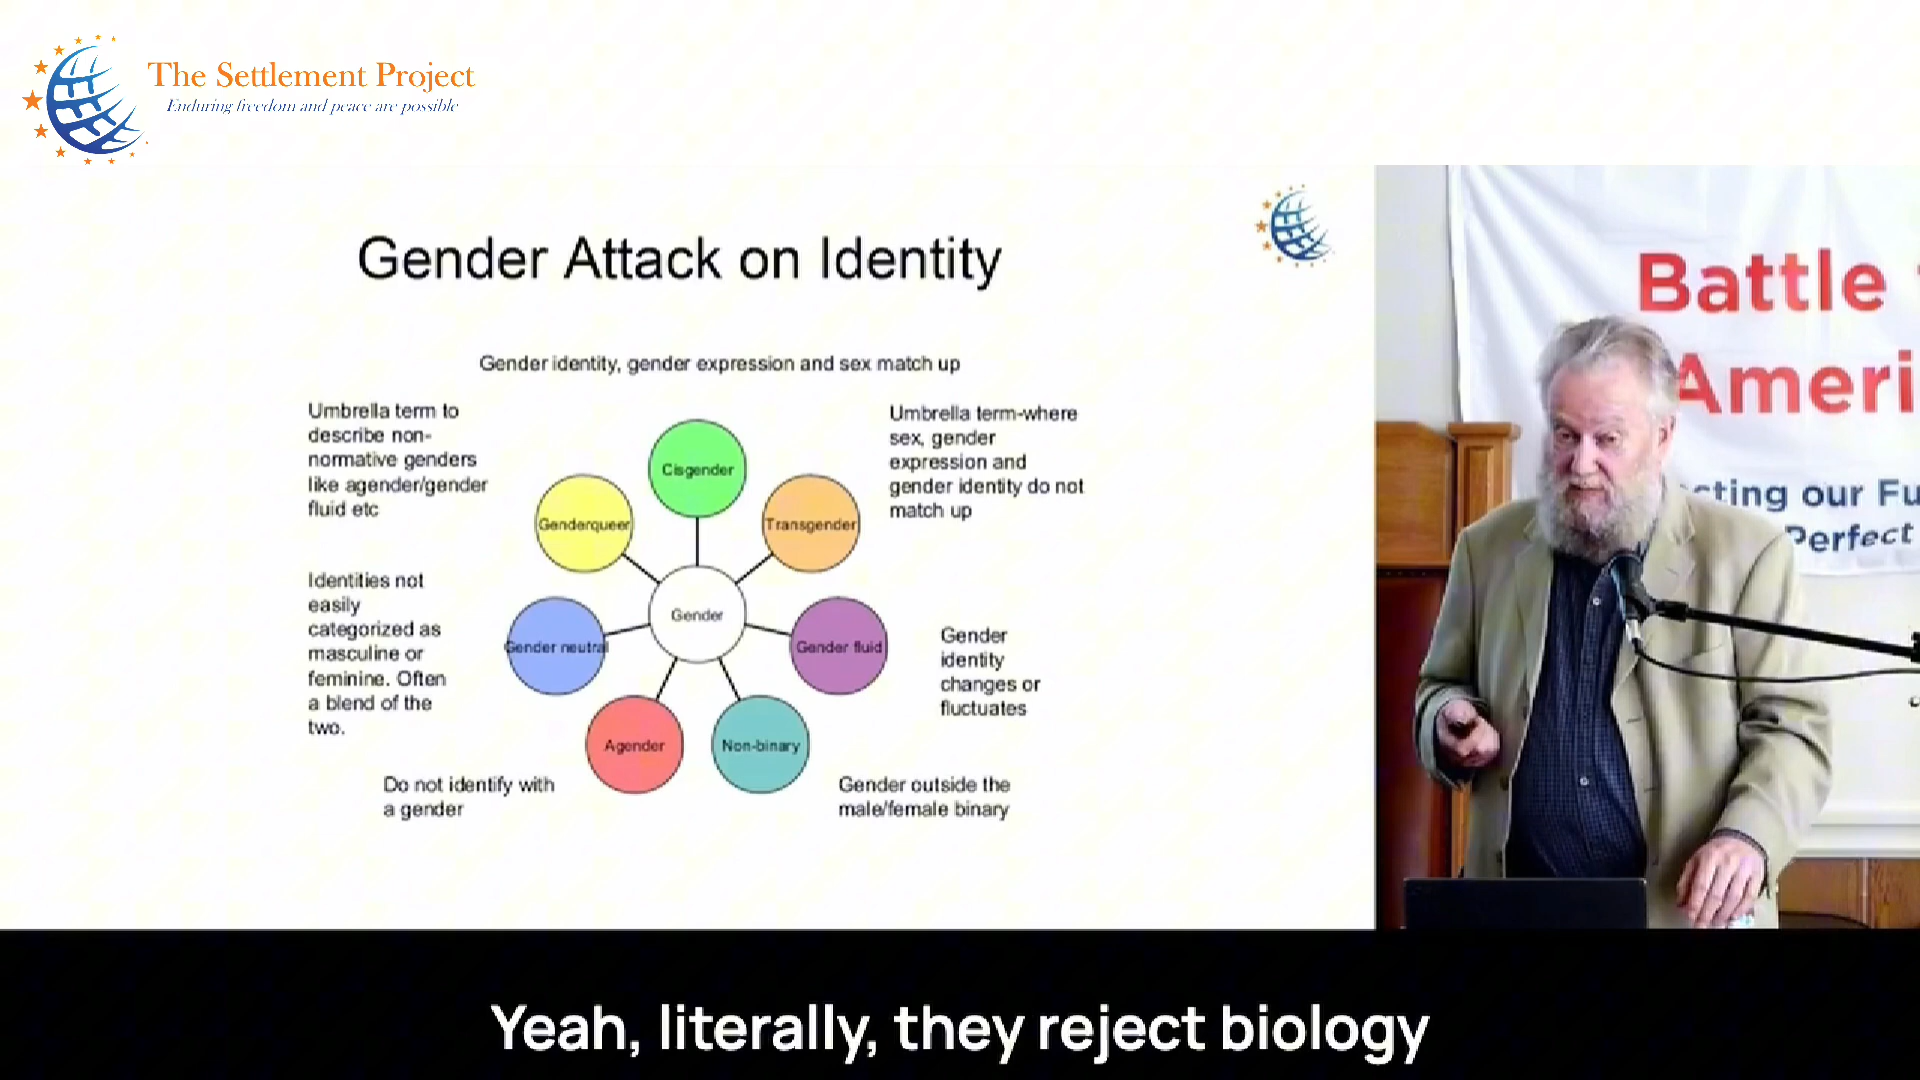 The Settlement Project
Enduring freedom and peace are possible
Gender Attack on Identity
Gender identity, gender expression and sex match up
Umbrella term to
describe non-
normative genders
like agender/gender
fluid etc
Umbrella term-where
sex, gender
expression and
gender identity do not
match up
Cisgender
Genderqueer
Transgender
Gender
Gender neutral
Gender fluid
Agender
Non-binary
Identities not
easily
categorized as
masculine or
feminine. Often
a blend of the
two.
Gender
identity
changes or
fluctuates
Do not identify with
a gender
Gender outside the
male/female binary
Battle
Ameri
cting our Fu
Perfect
Yeah, literally, they reject biology